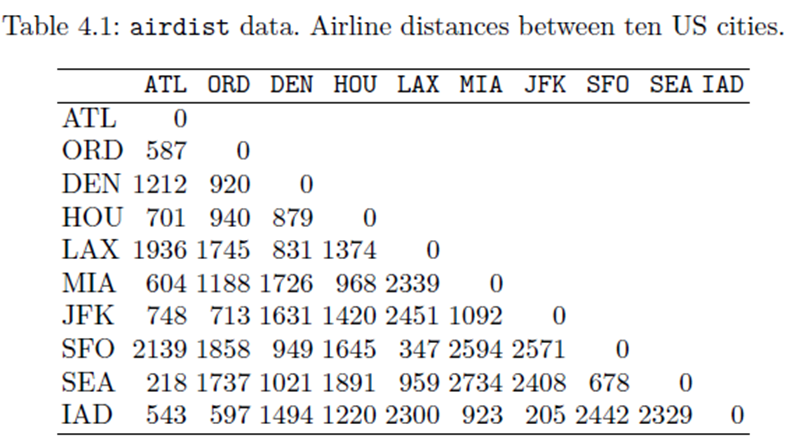 Table 4.1: airdist data. Airline distances between ten US cities.
ATL ORD DEN HOU LAX MIA JFK SFO SEA IAD
ATL 0
ORD 587 0
DEN 1212 920 0
HOU 701 940 879 0
LAX 1936 1745 831 1374 0
MIA 604 1188 1726 968 2339 0
JFK 748 713 1631 1420 2451 1092 0
SFO 2139 1858 949 1645 347 2594 2571 0
SEA 218 1737 1021 1891 959 2734 2408 678 0
IAD 543 597 1494 1220 2300 923 205 2442 2329 0